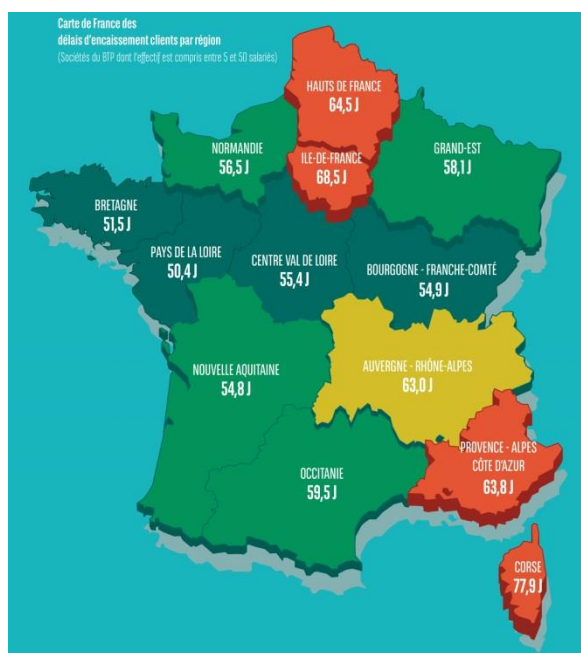 Carte de France des
délais d'encaissement clients par région
(Sociétés du BTP dont l'effectif est compris entre 5 et 50 salariés)
HAUTS DE FRANCE
64,5 J
NORMANDIE
56,5 J
ILE-DE-FRANCE
68,5 J
GRAND-EST
58,1 J
BRETAGNE
51,5 J
PAYS DE LA LOIRE
50,4 J
CENTRE VAL DE LOIRE
55,4 J
BOURGOGNE - FRANCHE-COMTÉ
54,9 J
NOUVELLE AQUITAINE
54,8 J
AUVERGNE - RHÔNE-ALPES
63,0 J
PROVENCE - ALPES
CÔTE D'AZUR
63,8 J
OCCITANIE
59,5 J
CORSE
77,9 J